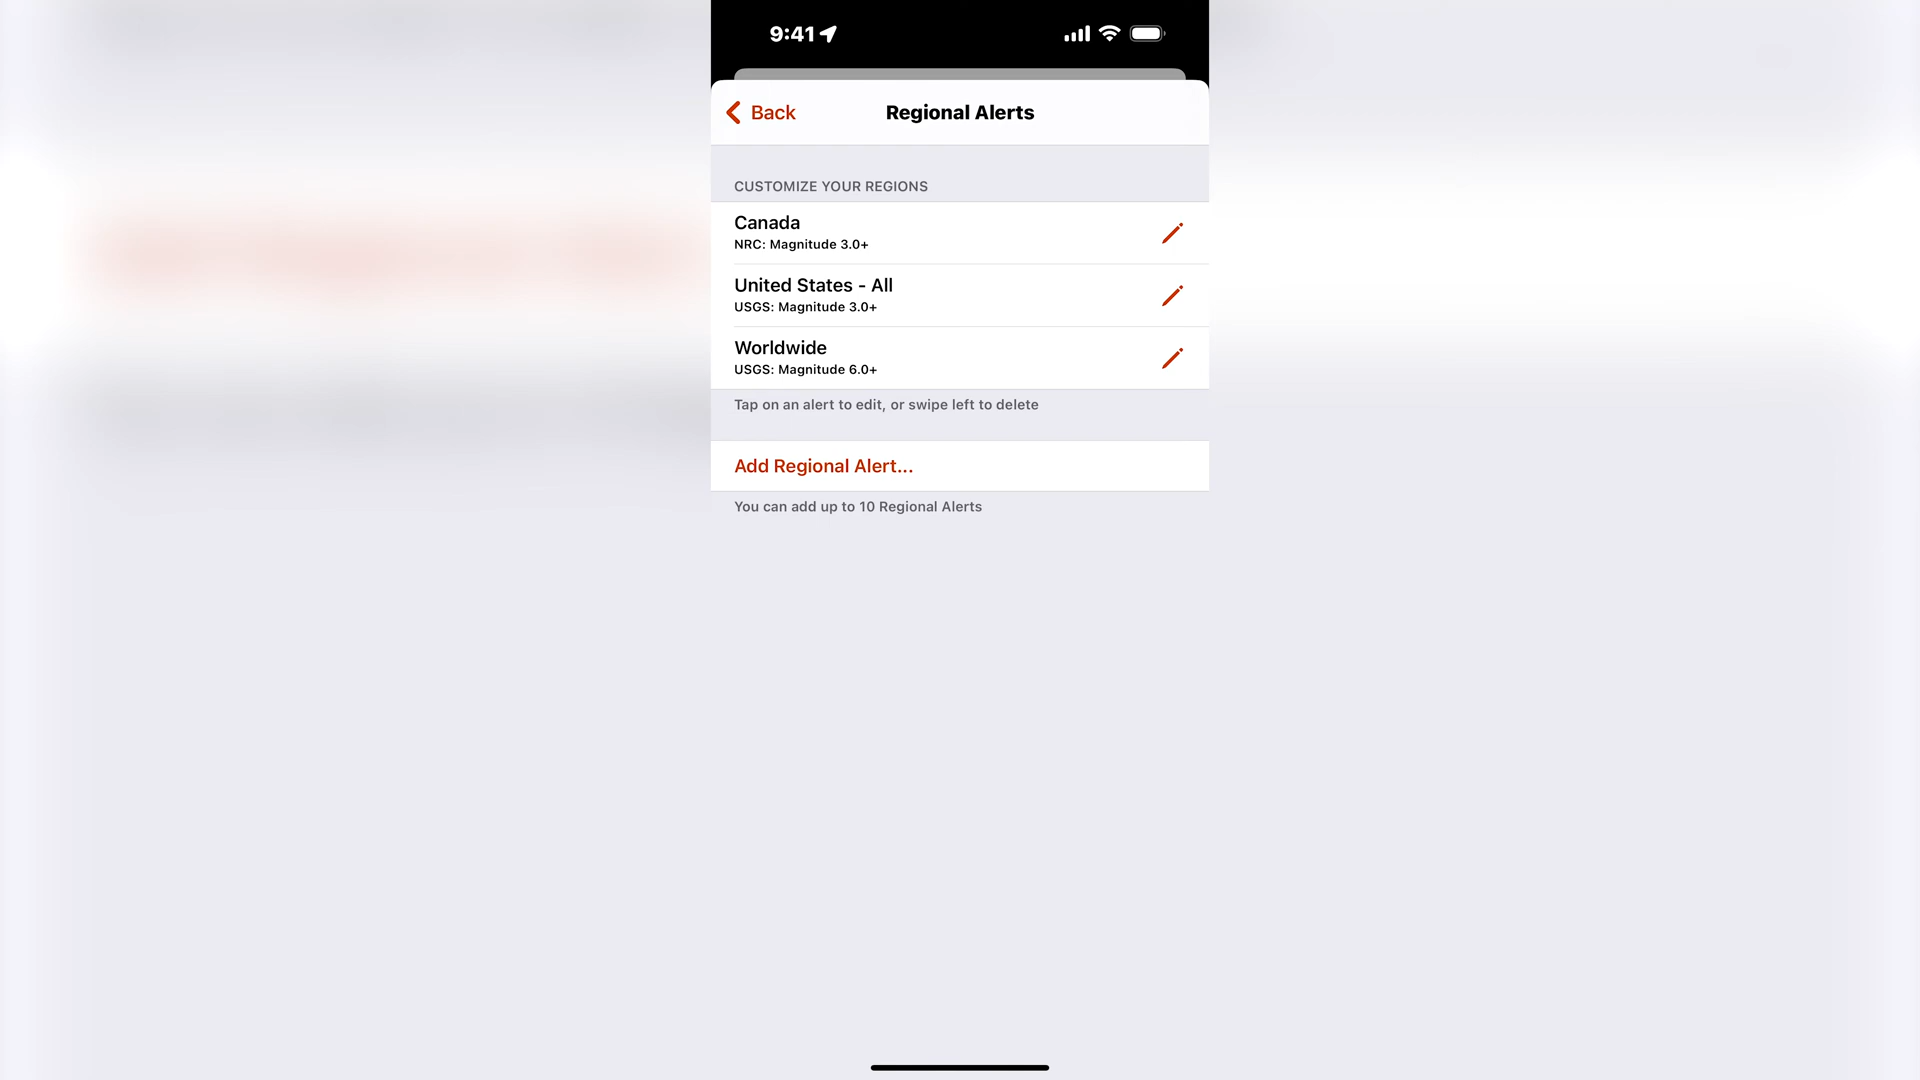 9:41
Back
Regional Alerts
CUSTOMIZE YOUR REGIONS
Canada
NRC: Magnitude 3.0+
United States - All
USGS: Magnitude 3.0+
Worldwide
USGS: Magnitude 6.0+
Tap on an alert to edit, or swipe left to delete
Add Regional Alert...
You can add up to 10 Regional Alerts